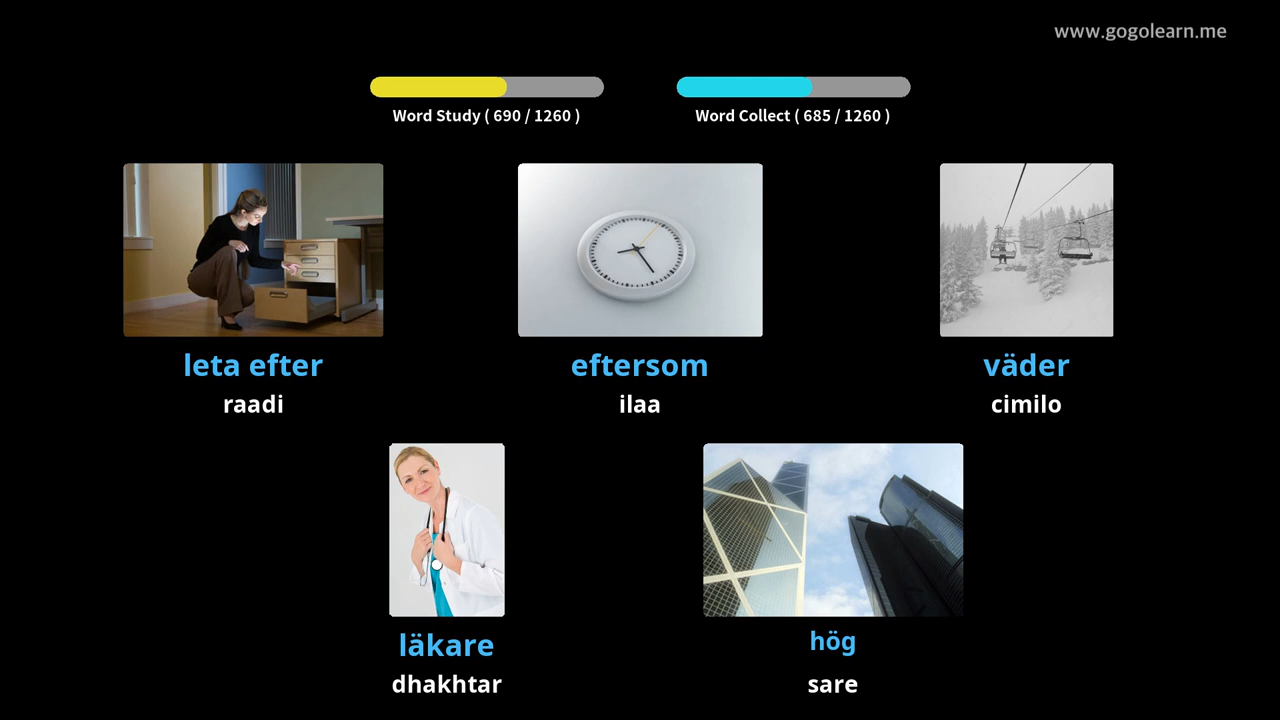 www.gogolearn.me
Word Study ( 690 / 1260 )
Word Collect ( 685 / 1260 )
leta efter
raadi
eftersom
ilaa
väder
cimilo
läkare
dhakhtar
hög
sare